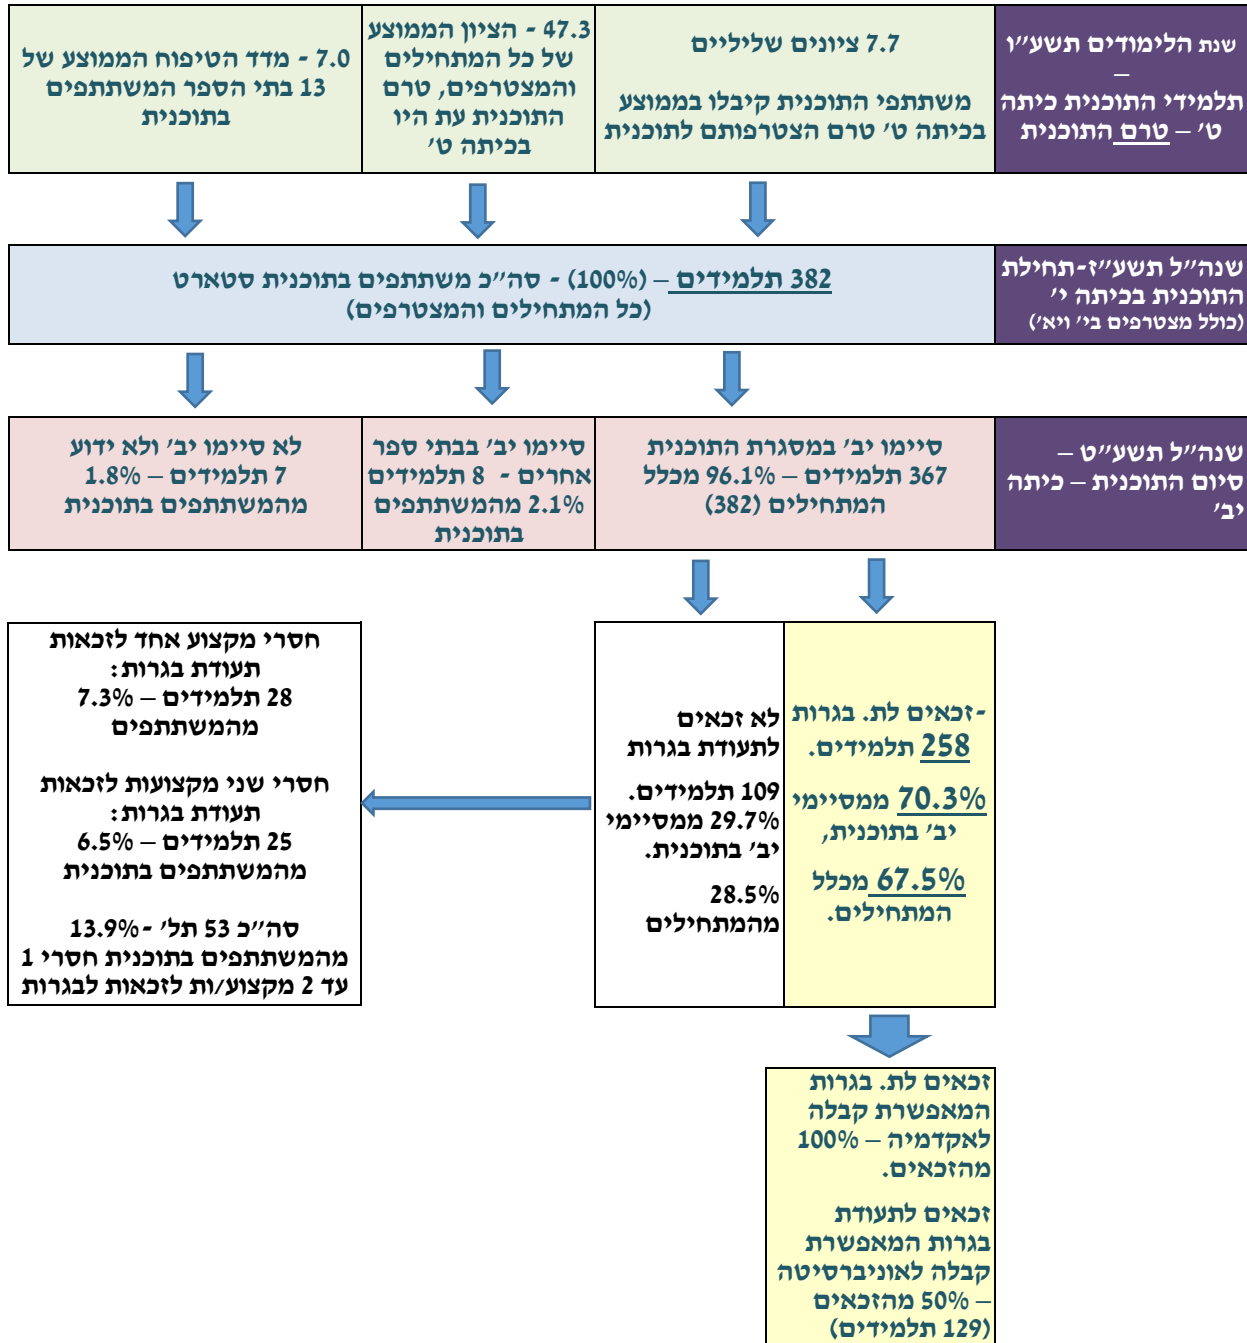 שנת הלימודים תשע"ו
–
תלמידי התוכנית כיתה
ט' – טרם התוכנית
7.7 ציונים שליליים
משתתפי התוכנית קיבלו בממוצע
בכיתה ט' טרם הצטרפותם לתוכנית
47.3 - הציון הממוצע
של כל המתחילים
והמצטרפים, טרם
התוכנית עת היו
בכיתה ט'
7.0 - מדד הטיפוח הממוצע של
13 בתי הספר המשתתפים
בתוכנית
שנה"ל תשע"ז-תחילת
התוכנית בכיתה י'
(כולל מצטרפים בי' ויא')
382 תלמידים – (100%) - סה"כ משתתפים בתוכנית סטארט
(כל המתחילים והמצטרפים)
שנה"ל תשע"ט –
סיום התוכנית – כיתה
יב'
סיימו יב' במסגרת התוכנית
367 תלמידים – 96.1% מכלל
המתחילים (382)
סיימו יב' בבתי ספר
אחרים - 8 תלמידים
2.1% מהמשתתפים
בתוכנית
לא סיימו יב' ולא ידוע
7 תלמידים – 1.8%
מהמשתתפים בתוכנית
-זכאים לת. בגרות
258 תלמידים.
70.3% ממסיימי
יב' בתוכנית,
67.5% מכלל
המתחילים.
לא זכאים
לתעודת בגרות
109 תלמידים.
29.7% ממסיימי
יב' בתוכנית.
28.5%
מהמתחילים
חסרי מקצוע אחד לזכאות
תעודת בגרות:
28 תלמידים – 7.3%
מהמשתתפים
חסרי שני מקצועות לזכאות
תעודת בגרות:
25 תלמידים – 6.5%
מהמשתתפים בתוכנית
סה"כ 53 תל' -13.9%
מהמשתתפים בתוכנית חסרי 1
עד 2 מקצוע/ות לזכאות לבגרות
זכאים לת. בגרות
המאפשרת קבלה
לאקדמיה – 100%
מהזכאים.
זכאים לתעודת
בגרות המאפשרת
קבלה לאוניברסיטה
– 50% מהזכאים
(129 תלמידים)